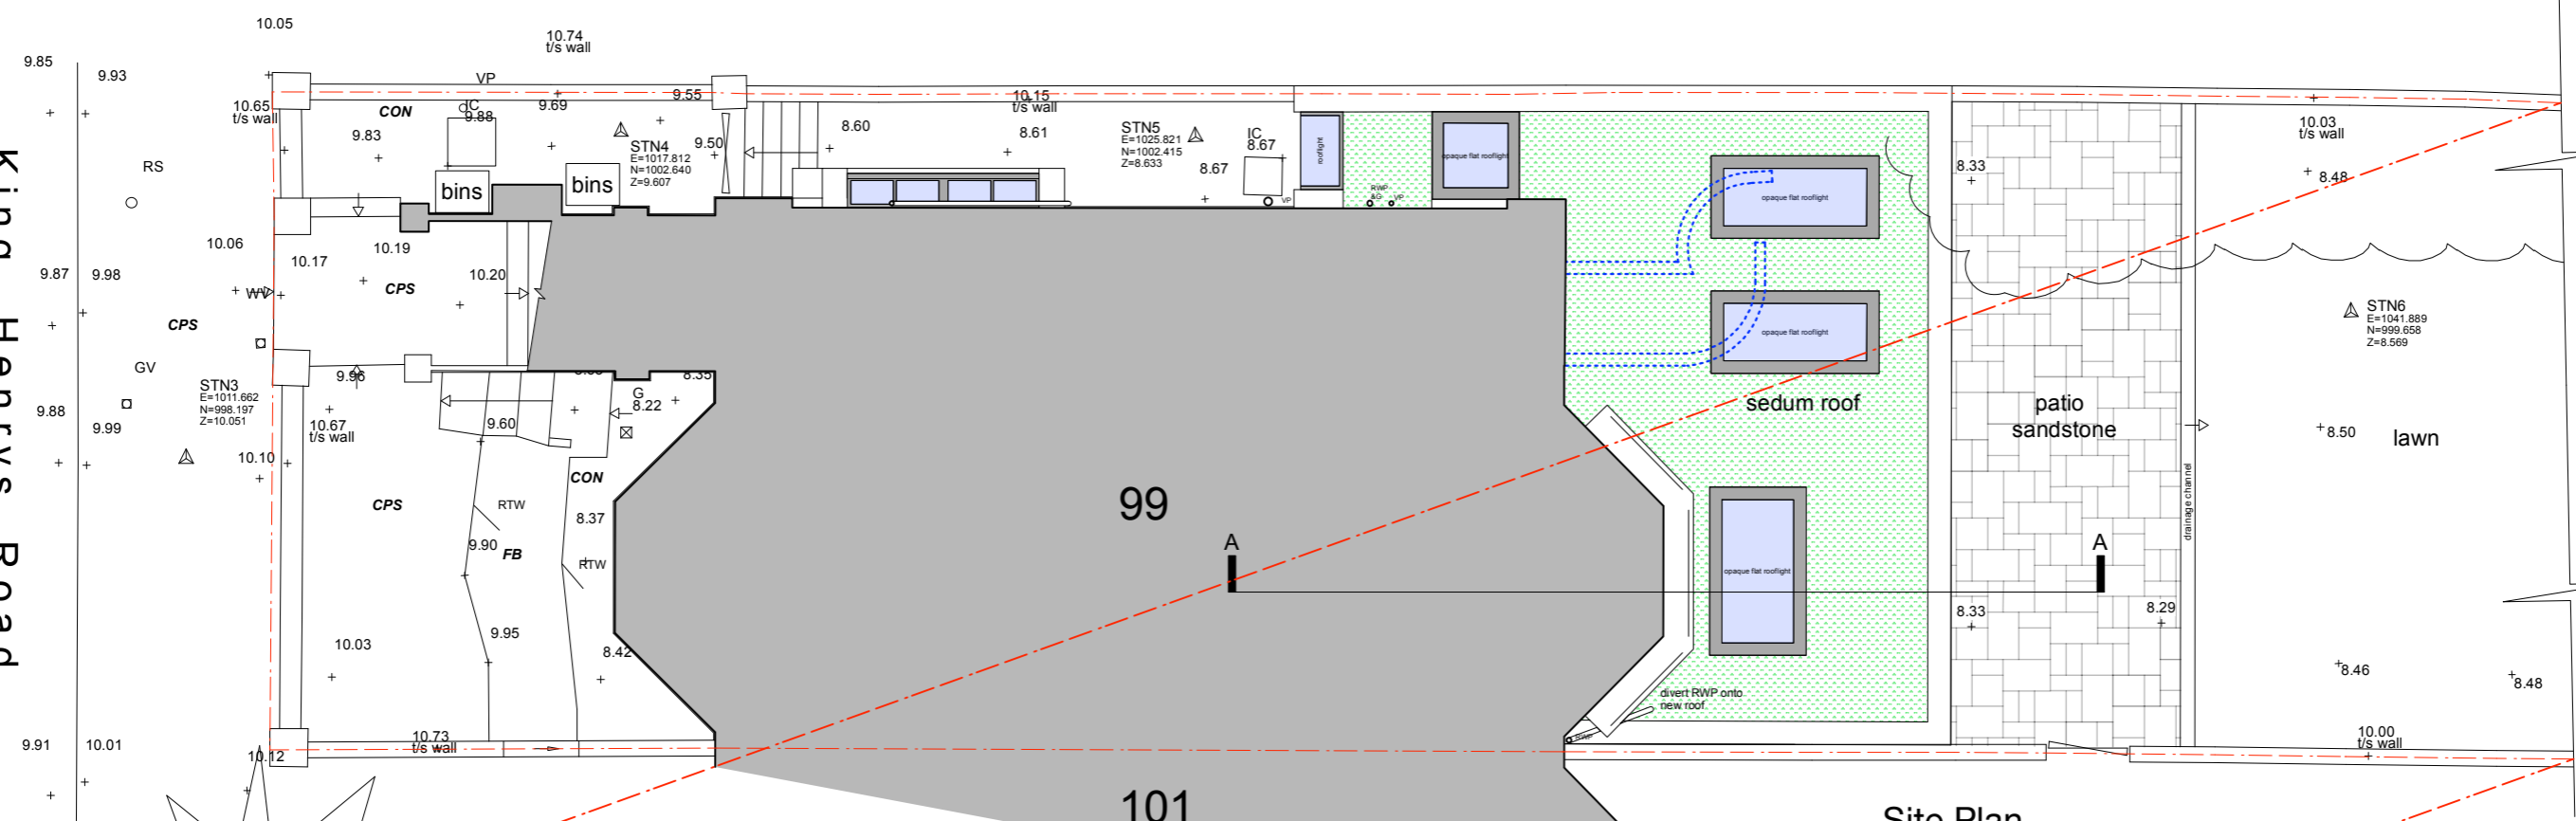 10.05
10.74
t/s wall
9.85
9.93
VP
10.65
t/s wall
CON
IC
9.88
9.69
9.55
10.15
t/s wall
9.83
8.60
8.61
STN5
E=1025.821
N=1002.415
Z=8.633
IC
8.67
rooflight
opaque flat rooflight
10.03
t/s wall
RS
9.50
STN4
E=1017.812
N=1002.640
Z=9.607
8.67
8.33
8.48
bins
bins
RWP
&G
VP
VP
opaque flat rooflight
King Henrys Road
10.06
10.17
10.19
9.87
9.98
10.20
CPS
WV
CPS
STN6
E=1041.889
N=999.658
Z=8.569
opaque flat rooflight
GV
9.96
8.35
STN3
E=1011.662
N=998.197
Z=10.051
G
8.22
9.88
9.99
10.67
t/s wall
9.60
sedum roof
patio
sandstone
8.50
lawn
10.10
CON
CPS
RTW
8.37
99
drainage channel
9.90
FB
RTW
A
A
opaque flat rooflight
8.33
8.29
9.95
10.03
8.42
8.46
8.48
divert RWP onto
new roof
RWP
9.91
10.01
10.12
10.73
t/s wall
10.00
t/s wall
101
Site Plan